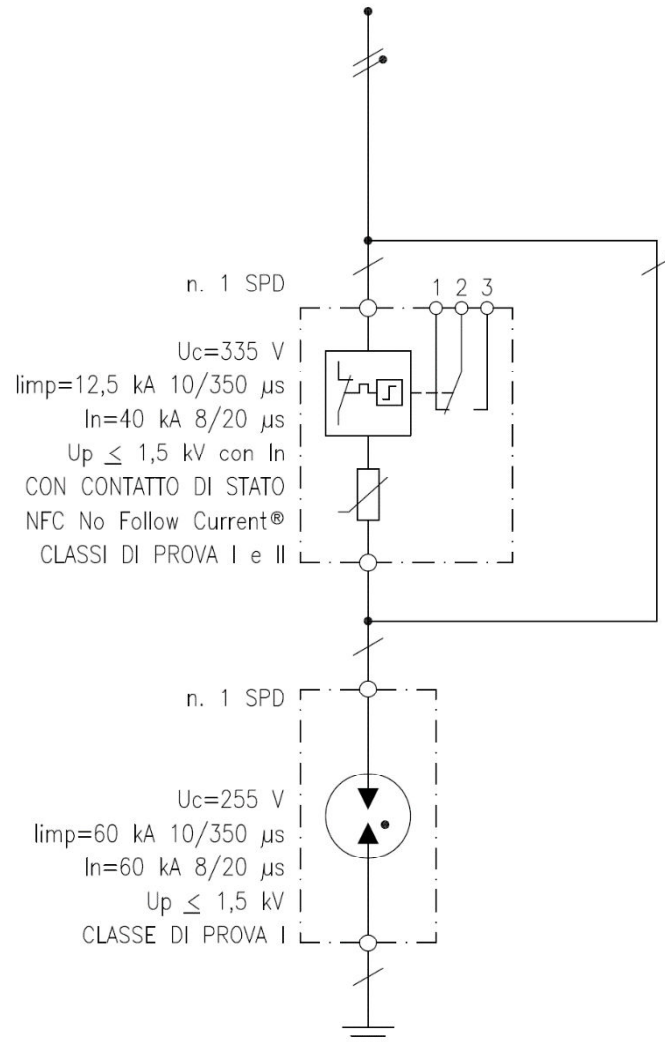 n. 1 SPD
1 2 3
Uc=335 V
Iimp=12,5 kA 10/350 µs
In=40 kA 8/20 µs
Up ≤ 1,5 kV con In
CON CONTATTO DI STATO
NFC No Follow Current®
CLASSI DI PROVA I e II
n. 1 SPD
Uc=255 V
Iimp=60 kA 10/350 µs
In=60 kA 8/20 µs
Up ≤ 1,5 kV
CLASSE DI PROVA I